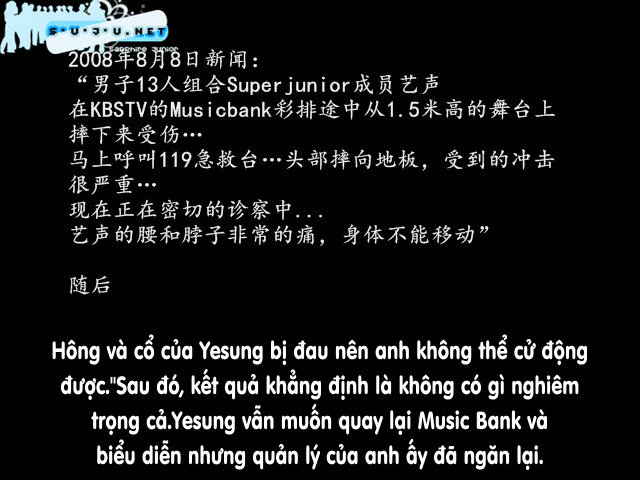 S·U·J·U.NET
sapphire junior
2008年8月8日新闻：
“男子13人组合Superjunior成员艺声
在KBSTV的Musicbank彩排途中从1.5米高的舞台上
摔下来受伤…
马上呼叫119急救台…头部摔向地板，受到的冲击
很严重…
现在正在密切的诊察中...
艺声的腰和脖子非常的痛，身体不能移动”
随后
Hông và cổ của Yesung bị đau nên anh không thể cử động
được."Sau đó, kết quả khẳng định là không có gì nghiêm
trọng cả.Yesung vẫn muốn quay lại Music Bank và
biểu diễn nhưng quản lý của anh ấy đã ngăn lại.